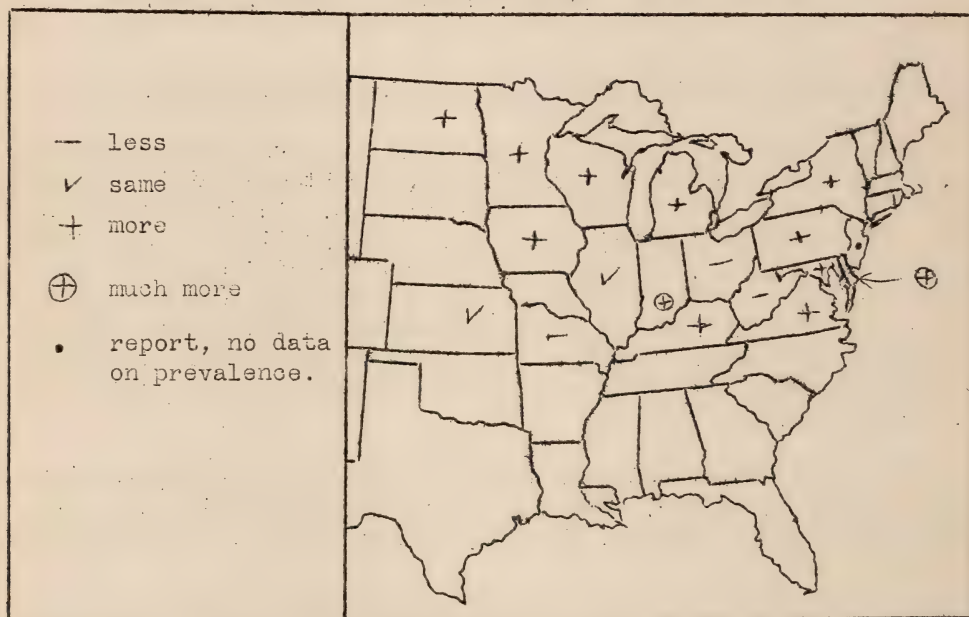 — less
✓ same
+ more
⊕ much more
• report, no data
on prevalence.